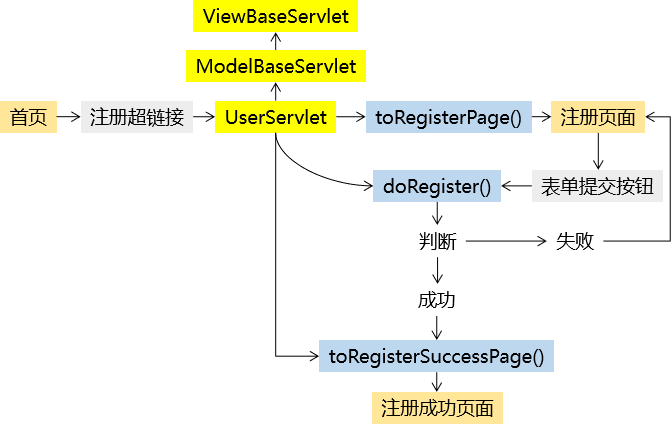 ViewBaseServlet
ModelBaseServlet
首页
注册超链接
UserServlet
toRegisterPage()
注册页面
doRegister()
表单提交按钮
判断
失败
成功
toRegisterSuccessPage()
注册成功页面